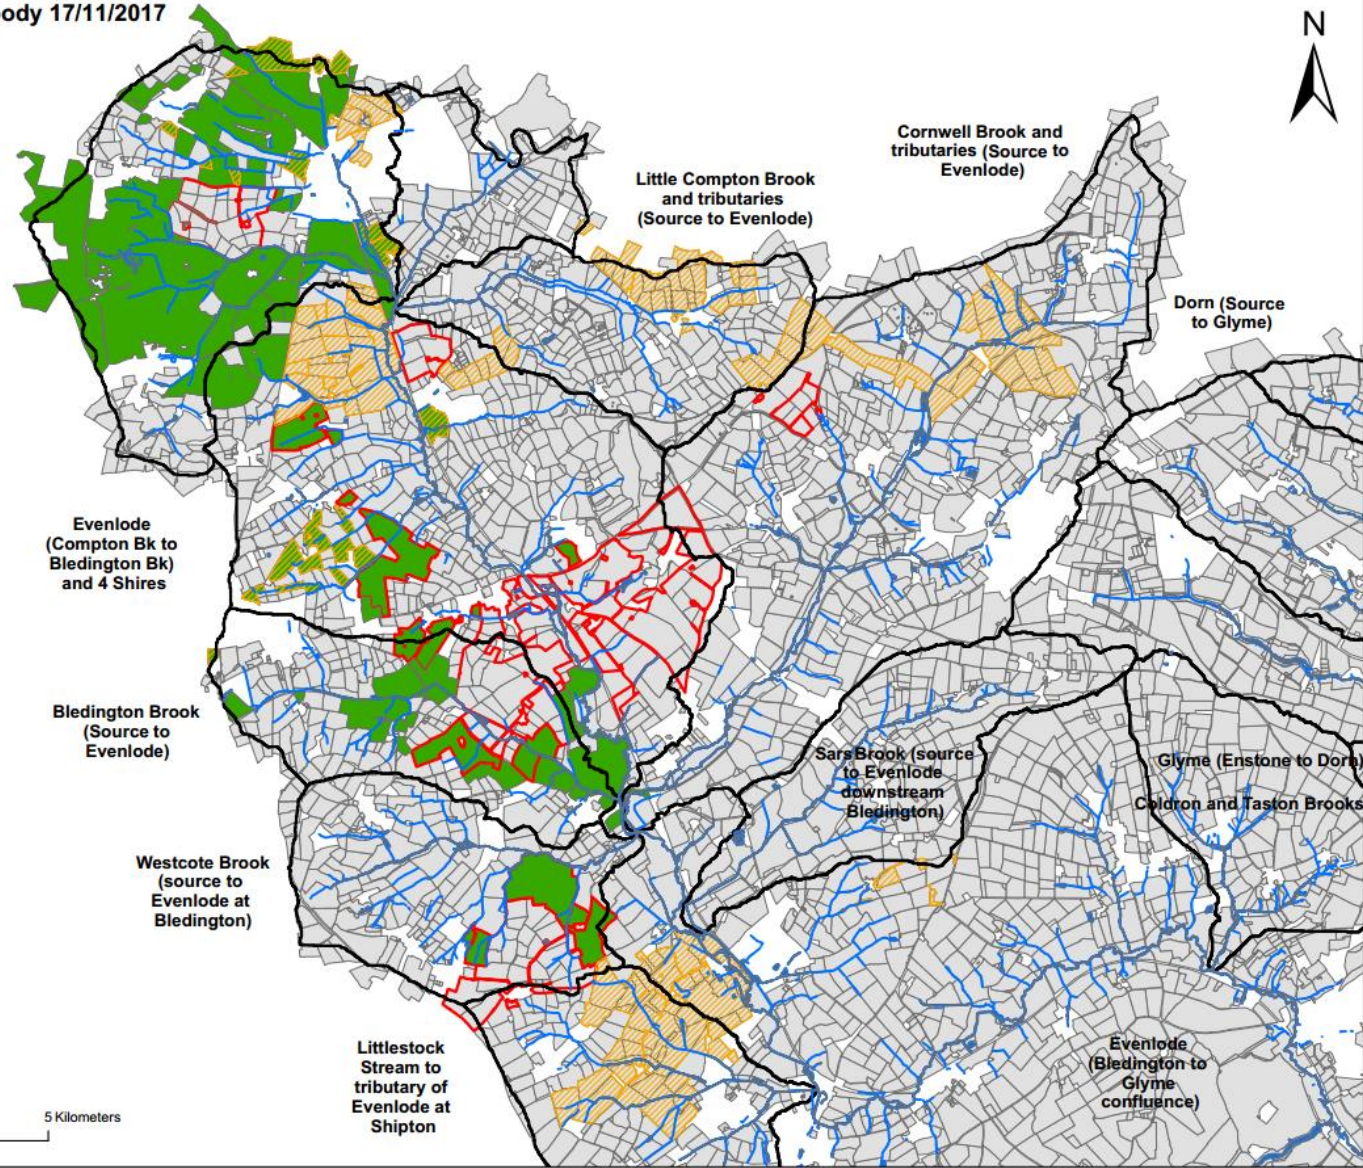 ody 17/11/2017
N
Cornwell Brook and
tributaries (Source to
Evenlode)
Little Compton Brook
and tributaries
(Source to Evenlode)
Dorn (Source
to Glyme)
Evenlode
(Compton Bk to
Bledington Bk)
and 4 Shires
Bledington Brook
(Source to
Evenlode)
Sars Brook (source
to Evenlode
downstream
Bledington)
Glyme (Enstone to Dorn)
Coldron and Taston Brooks
Westcote Brook
(source to
Evenlode at
Bledington)
Littlestock
Stream to
tributary of
Evenlode at
Shipton
Evenlode
(Bledington to
Glyme
confluence)
5 Kilometers